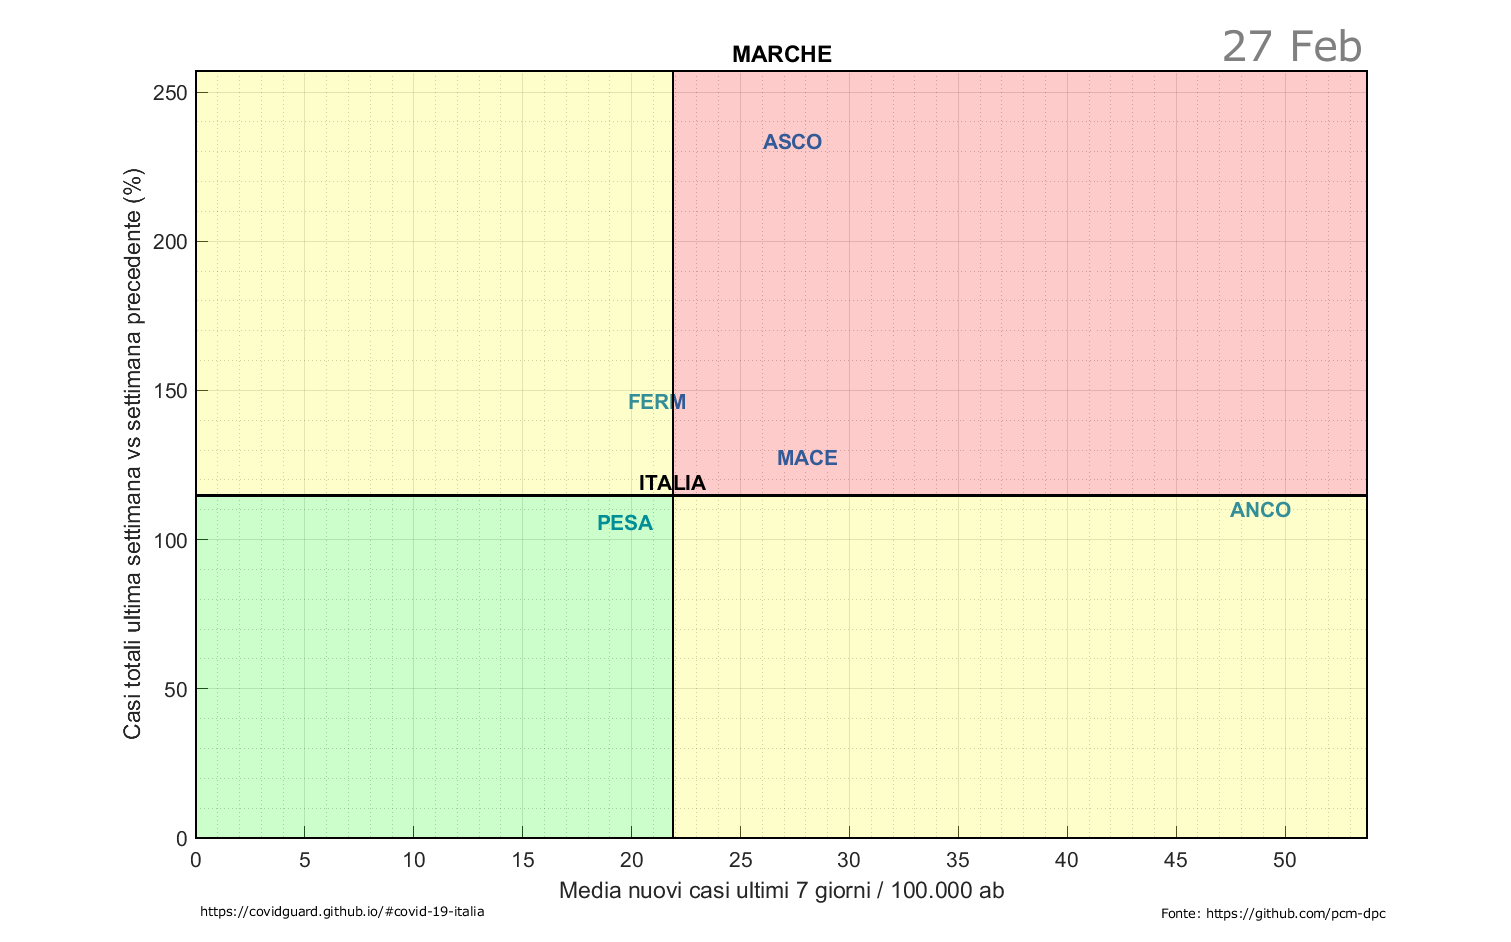 27 Feb
MARCHE
Casi totali ultima settimana vs settimana precedente (%)
250
200
150
100
50
0
ASCO
FERM
MACE
ITALIA
ANCO
PESA
0 5 10 15 20 25 30 35 40 45 50
Media nuovi casi ultimi 7 giorni / 100.000 ab
https://covidguard.github.io/#covid-19-italia
Fonte: https://github.com/pcm-dpc